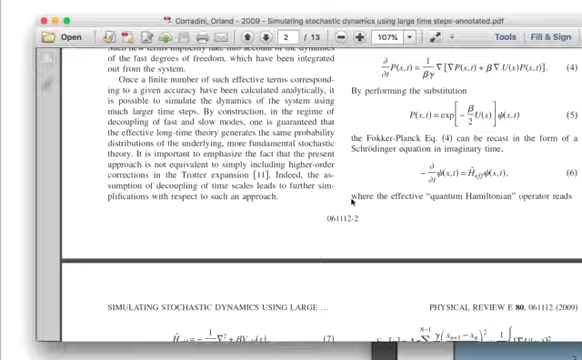 Corradini, Orland - 2009 - Simulating stochastic dynamics using large time steps-annotated.pdf
Open 2 / 13 107% Tools Fill & Sign
of the fast degrees of freedom, which have been integrated
out from the system.
Once a finite number of such effective terms correspond-
ing to a given accuracy have been calculated analytically, it
is possible to simulate the dynamics of the system using
much larger time steps. By construction, in the regime of
decoupling of fast and slow modes, one is guaranteed that
the effective long-time theory generates the same probability
distributions of the underlying, more fundamental stochastic
theory. It is important to emphasize the fact that the present
approach is not equivalent to simply including higher-order
corrections in the Trotter expansion [11]. Indeed, the as-
sumption of decoupling of time scales leads to further sim-
plifications with respect to such an approach.
∂/∂t P(x,t) = 1/βγ ∇ [∇P(x,t) + β ∇ U(x)P(x,t)]. (4)
By performing the substitution
P(x,t) = exp[− β/2 U(x)] ψ(x,t) (5)
the Fokker-Planck Eq. (4) can be recast in the form of a
Schrödinger equation in imaginary time,
− ∂/∂t ψ(x,t) = Ĥeffψ(x,t), (6)
where the effective “quantum Hamiltonian” operator reads
061112-2
SIMULATING STOCHASTIC DYNAMICS USING LARGE …
PHYSICAL REVIEW E 80, 061112 (2009)
(7)